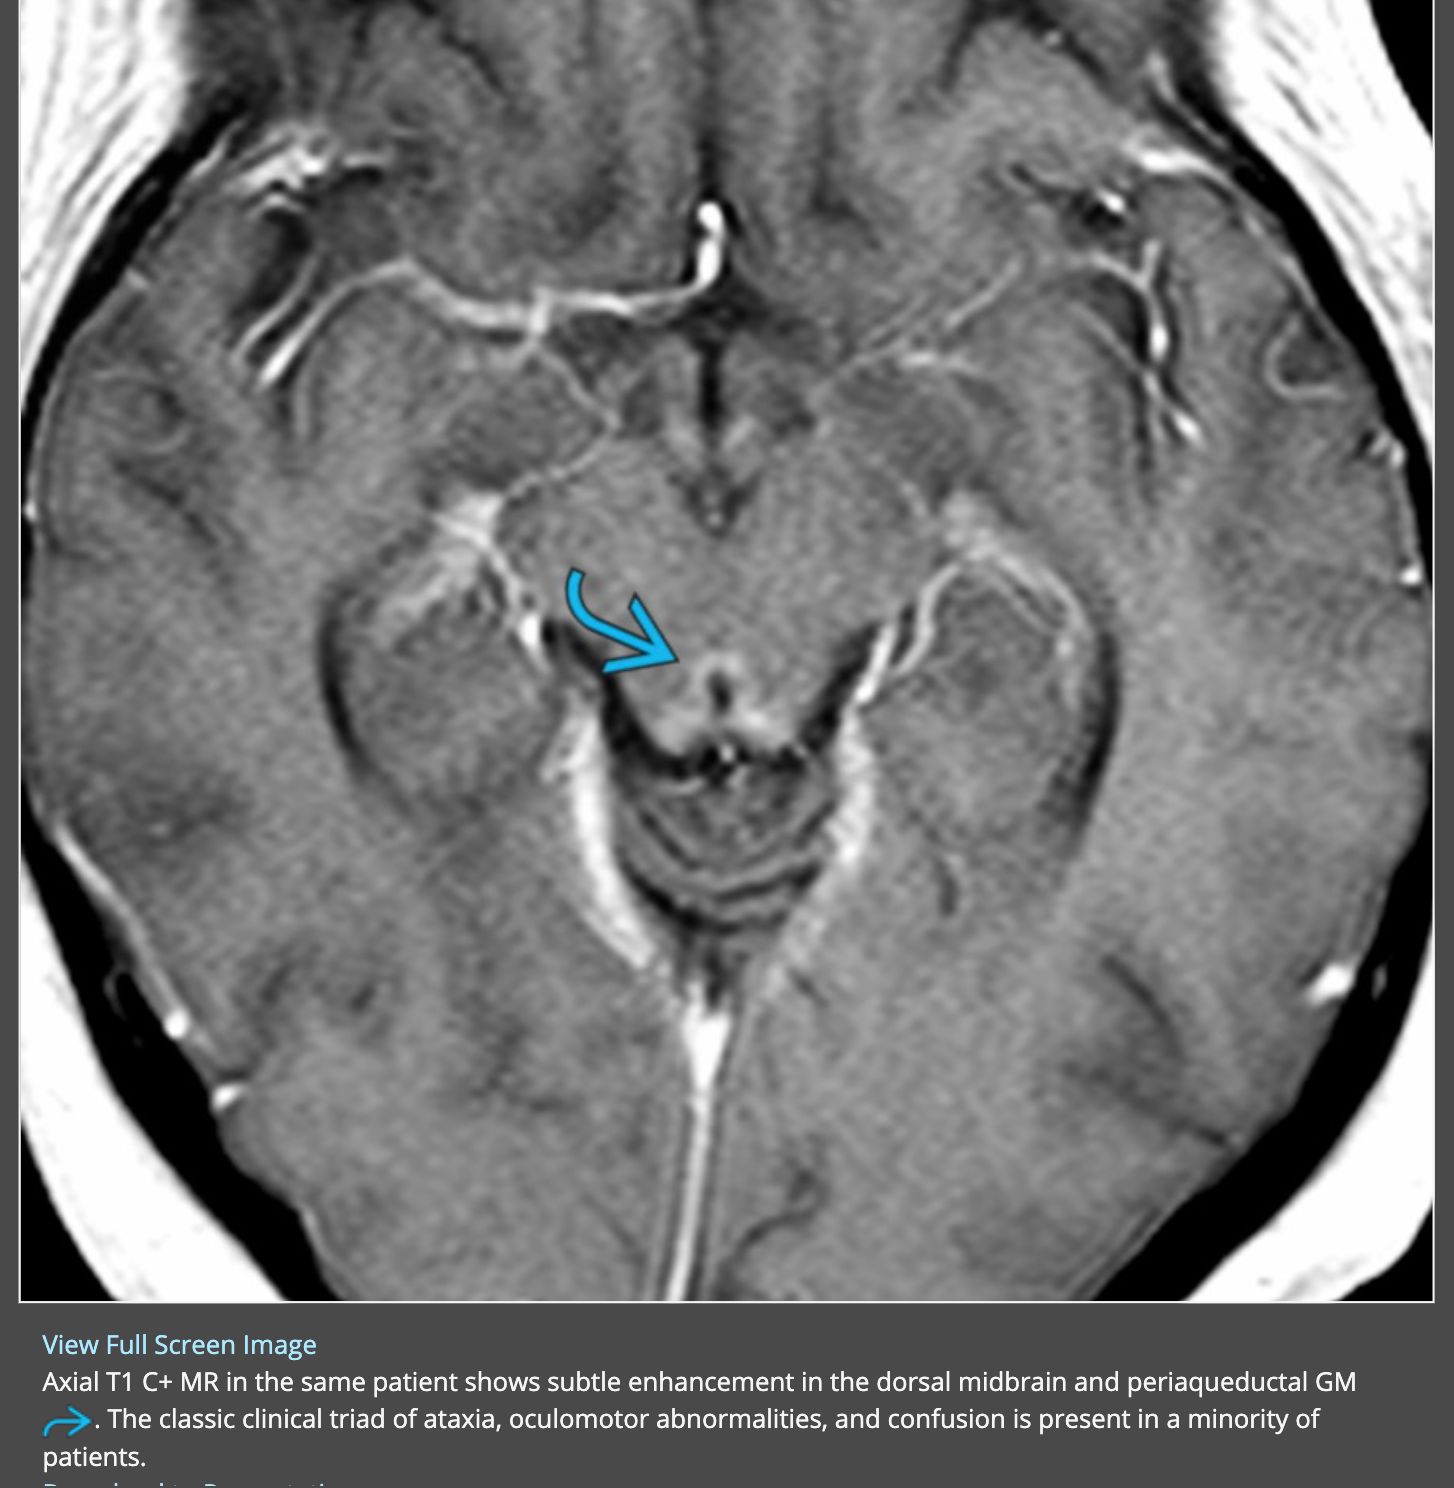 View Full Screen Image
Axial T1 C+ MR in the same patient shows subtle enhancement in the dorsal midbrain and periaqueductal GM
. The classic clinical triad of ataxia, oculomotor abnormalities, and confusion is present in a minority of
patients.